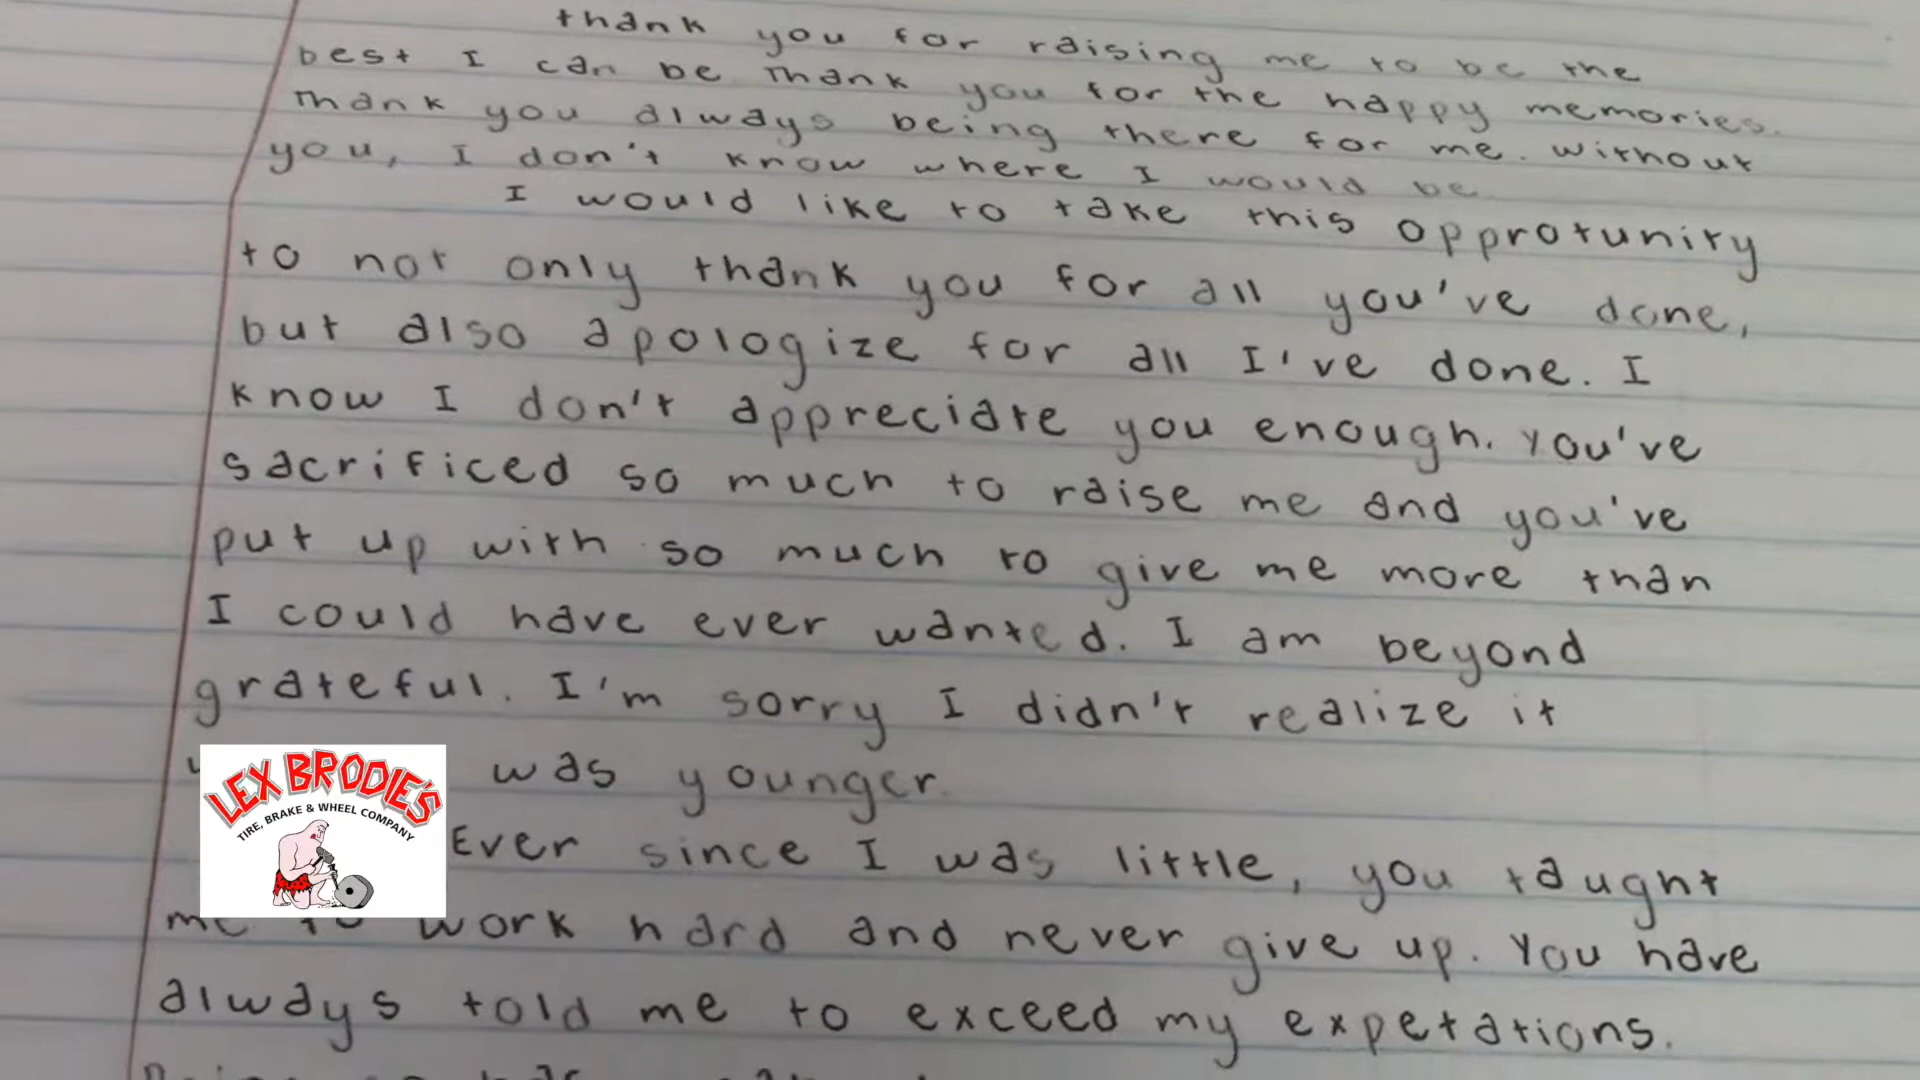 thank you for raising me to be the
best I can be Thank you for the happy memories.
Thank you always being there for me. Without
you, I don't know where I would be
I would like to take this opprotunity
to not only thank you for all you've done,
but also apologize for all I've done. I
know I don't appreciate you enough. You've
sacrificed so much to raise me and you've
put up with so much to give me more than
I could have ever wanted. I am beyond
grateful. I'm sorry I didn't realize it
was younger.
LEX BRODIE'S
TIRE, BRAKE & WHEEL COMPANY
Ever since I was little, you taught
me to work hard and never give up. You have
always told me to exceed my expetations.